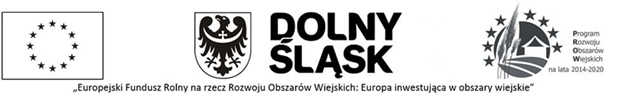 DOLNY
ŚLĄSK
Program
Rozwoju
Obszarów
Wiejskich
na lata 2014-2020
„Europejski Fundusz Rolny na rzecz Rozwoju Obszarów Wiejskich: Europa inwestująca w obszary wiejskie”